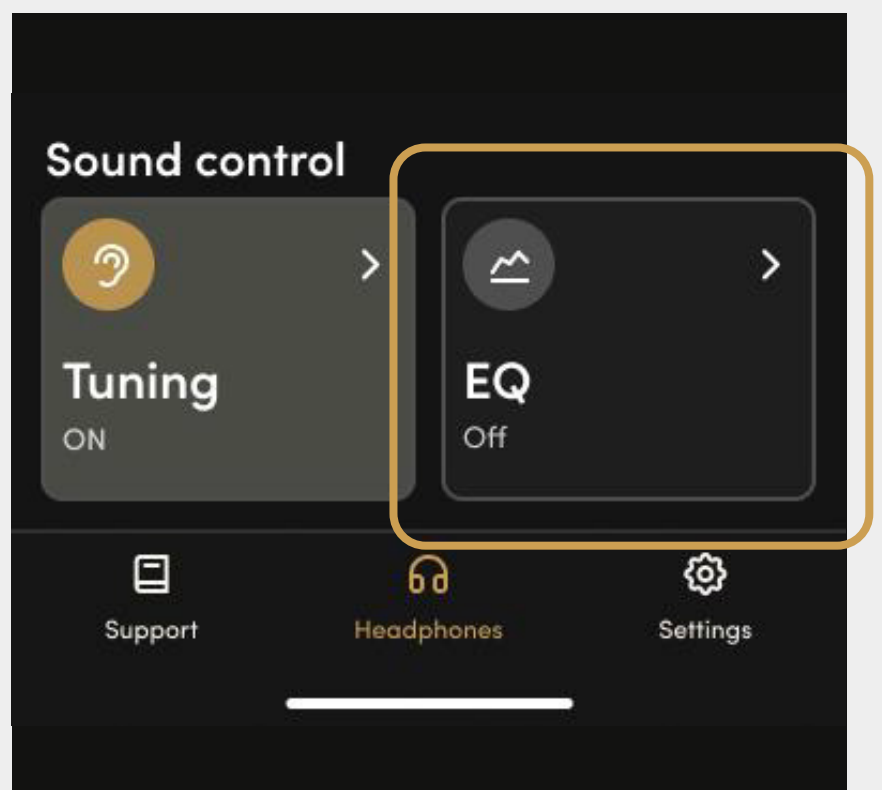 Sound control
Tuning
ON
EQ
Off
Support
Headphones
Settings